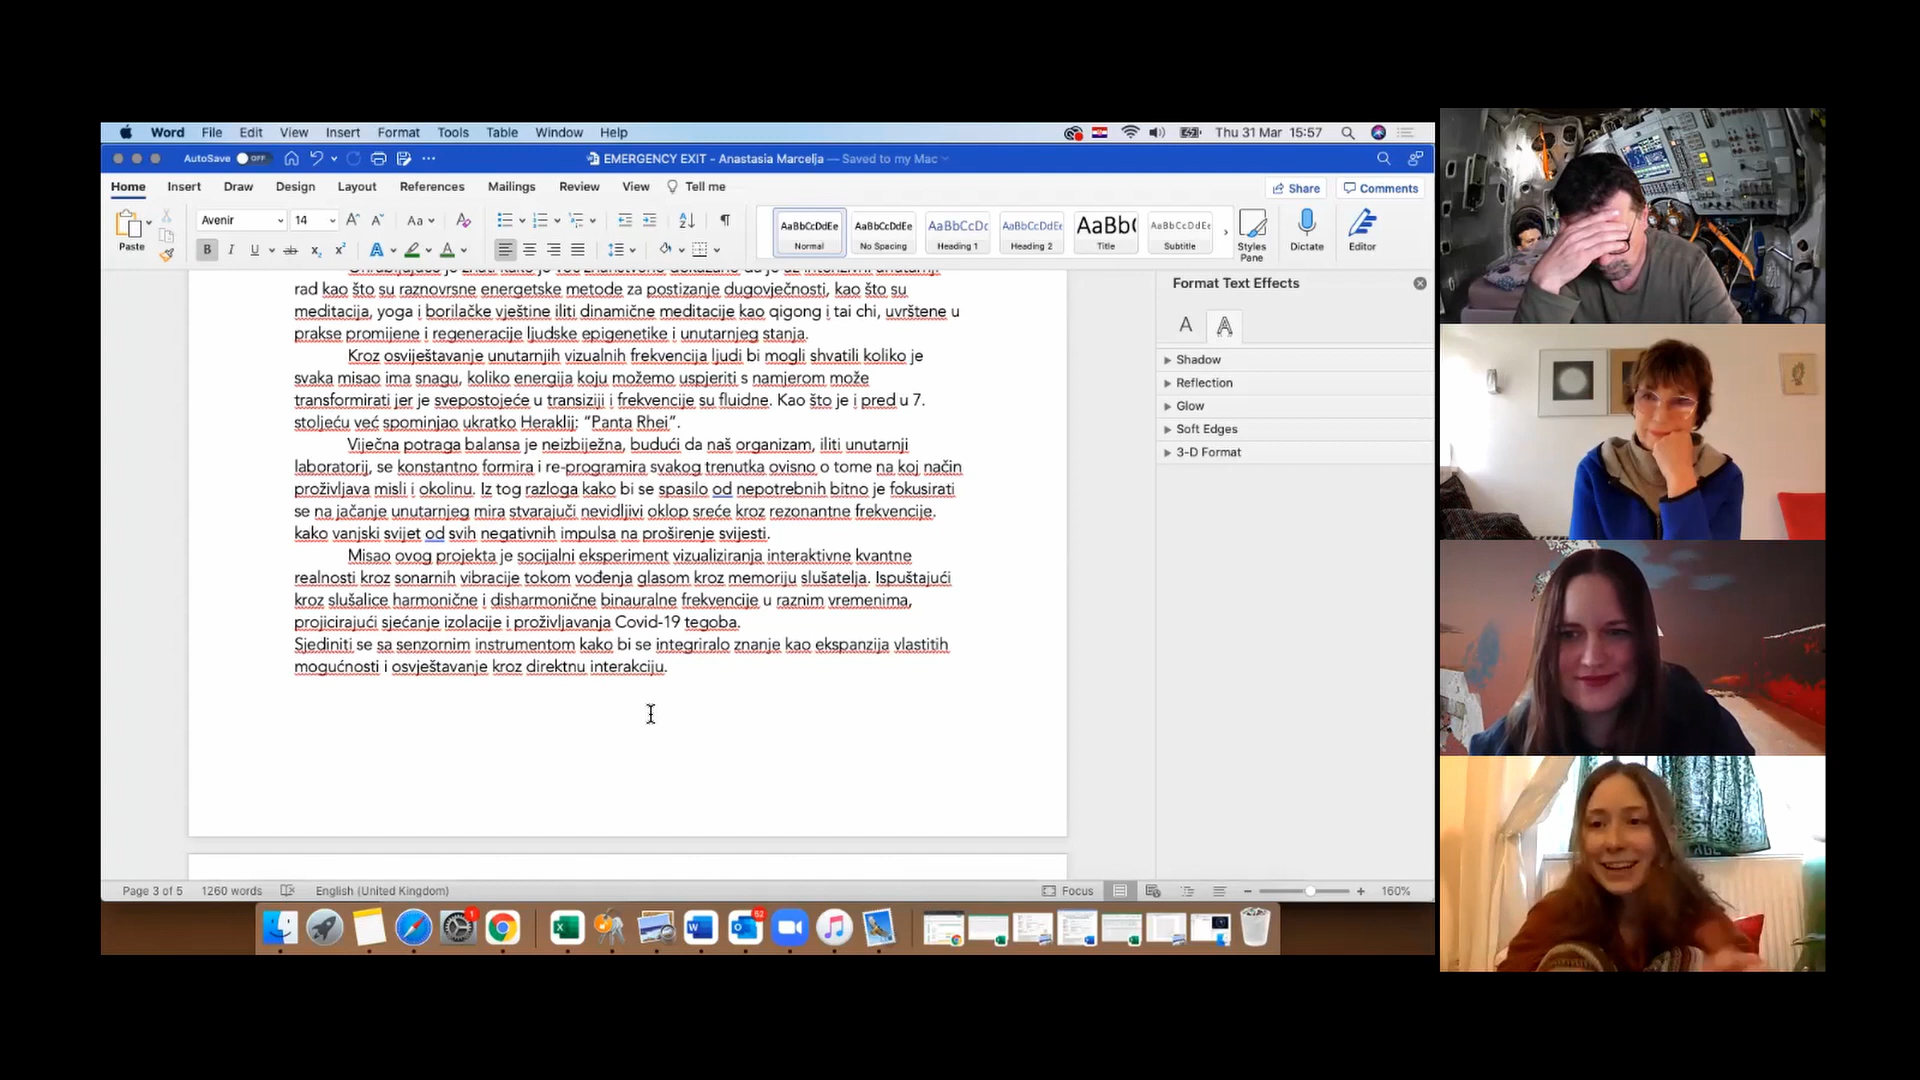 Word File Edit View Insert Format Tools Table Window Help Thu 31 Mar 15:57
AutoSave OFF EMERGENCY EXIT - Anastasia Marcelja — Saved to my Mac
Home Insert Draw Design Layout References Mailings Review View Tell me Share Comments
Paste
Avenir 14 Aa
B I U ab x₂ x² A A
AaBbCcDdEe Normal
AaBbCcDdEe No Spacing
AaBbCcDc Heading 1
AaBbCcDdEe Heading 2
AaBb( Title
AaBbCcDdEe Subtitle
Styles Pane
Dictate
Editor
rad kao što su raznovrsne energetske metode za postizanje dugovječnosti, kao što su
meditacija, yoga i borilačke vještine iliti dinamične meditacije kao qigong i tai chi, uvrštene u
prakse promijene i regeneracije ljudske epigenetike i unutarnjeg stanja.
Kroz osviještavanje unutarnjih vizualnih frekvencija ljudi bi mogli shvatili koliko je
svaka misao ima snagu, koliko energija koju možemo uspjeriti s namjerom može
transformirati jer je svepostojeće u transiziji i frekvencije su fluidne. Kao što je i pred u 7.
stoljeću već spominjao ukratko Heraklij: “Panta Rhei”.
Viječna potraga balansa je neizbiježna, budući da naš organizam, iliti unutarnji
laboratorij, se konstantno formira i re-programira svakog trenutka ovisno o tome na koj način
proživljava misli i okolinu. Iz tog razloga kako bi se spasilo od nepotrebnih bitno je fokusirati
se na jačanje unutarnjeg mira stvarajuči nevidljivi oklop sreće kroz rezonantne frekvencije.
kako vanjski svijet od svih negativnih impulsa na proširenje svijesti.
Misao ovog projekta je socijalni eksperiment vizualiziranja interaktivne kvantne
realnosti kroz sonarnih vibracije tokom vođenja glasom kroz memoriju slušatelja. Ispuštajući
kroz slušalice harmonične i disharmonične binauralne frekvencije u raznim vremenima,
projicirajući sjećanje izolacije i proživljavanja Covid-19 tegoba.
Sjediniti se sa senzornim instrumentom kako bi se integriralo znanje kao ekspanzija vlastitih
mogućnosti i osvještavanje kroz direktnu interakciju.
Format Text Effects
A A
Shadow
Reflection
Glow
Soft Edges
3-D Format
Page 3 of 5 1260 words English (United Kingdom) Focus 160%
1
52